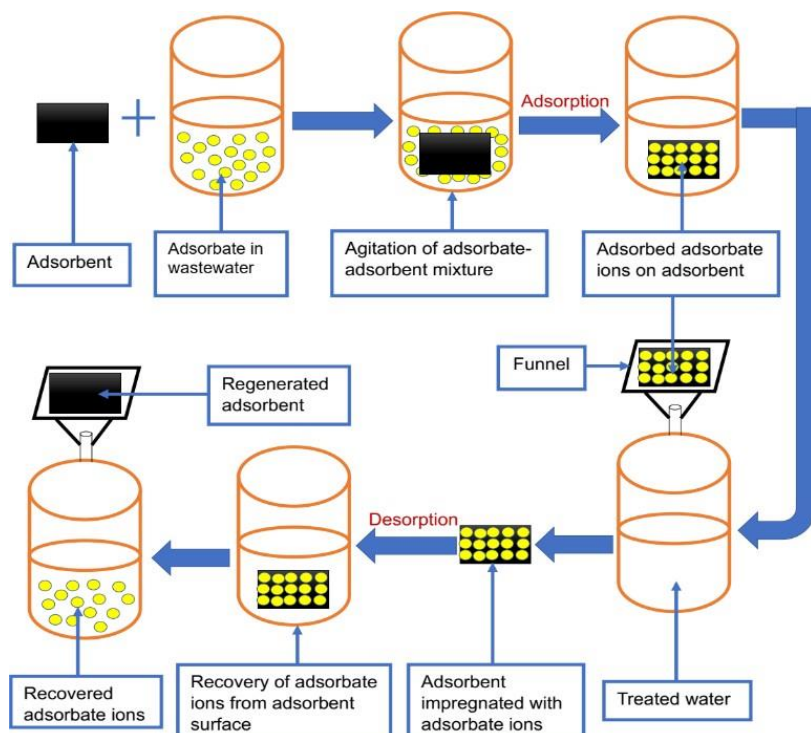 Adsorption
Adsorbent
Adsorbate in
wastewater
Agitation of adsorbate-
adsorbent mixture
Adsorbed adsorbate
ions on adsorbent
Regenerated
adsorbent
Funnel
Desorption
Recovered
adsorbate ions
Recovery of adsorbate
ions from adsorbent
surface
Adsorbent
impregnated with
adsorbate ions
Treated water